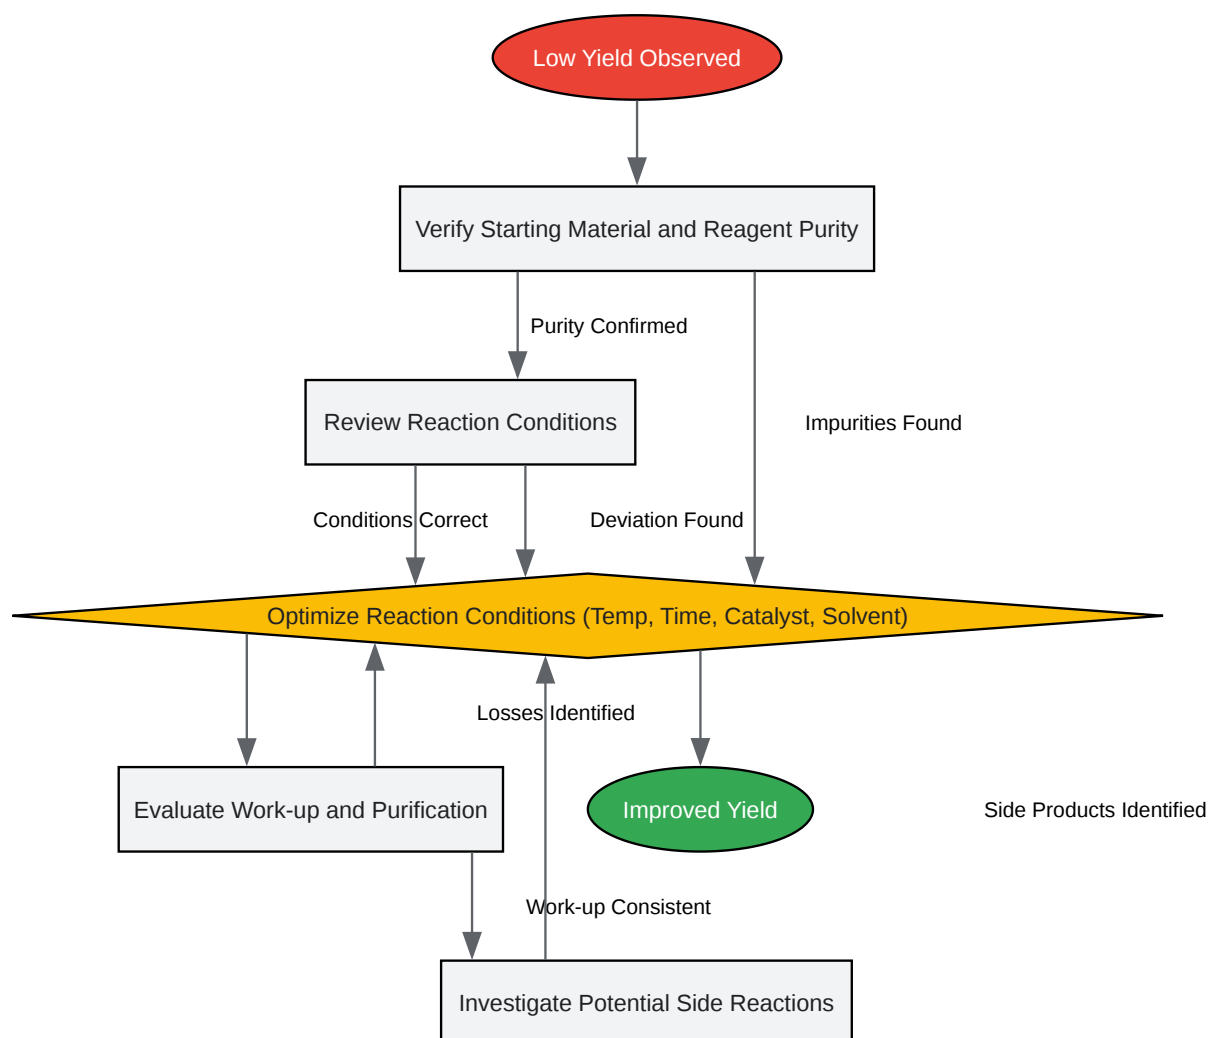 Low Yield Observed
Verify Starting Material and Reagent Purity
Purity Confirmed
Review Reaction Conditions
Impurities Found
Conditions Correct
Deviation Found
Optimize Reaction Conditions (Temp, Time, Catalyst, Solvent)
Losses Identified
Evaluate Work-up and Purification
Improved Yield
Side Products Identified
Work-up Consistent
Investigate Potential Side Reactions